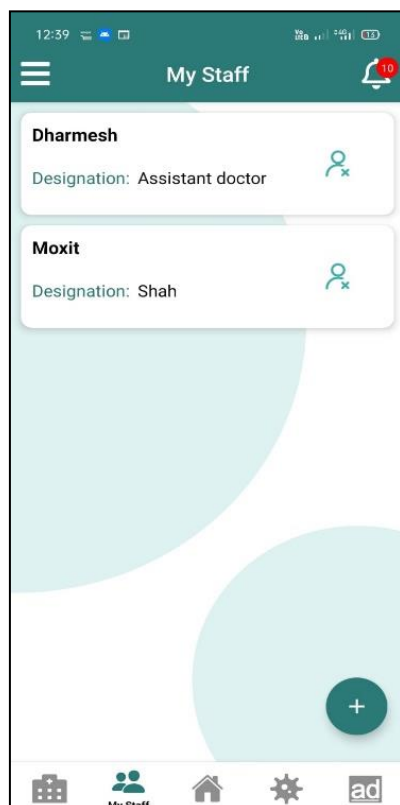 12:39
My Staff
10
Dharmesh
Designation: Assistant doctor
Moxit
Designation: Shah
+
My Staff
ad